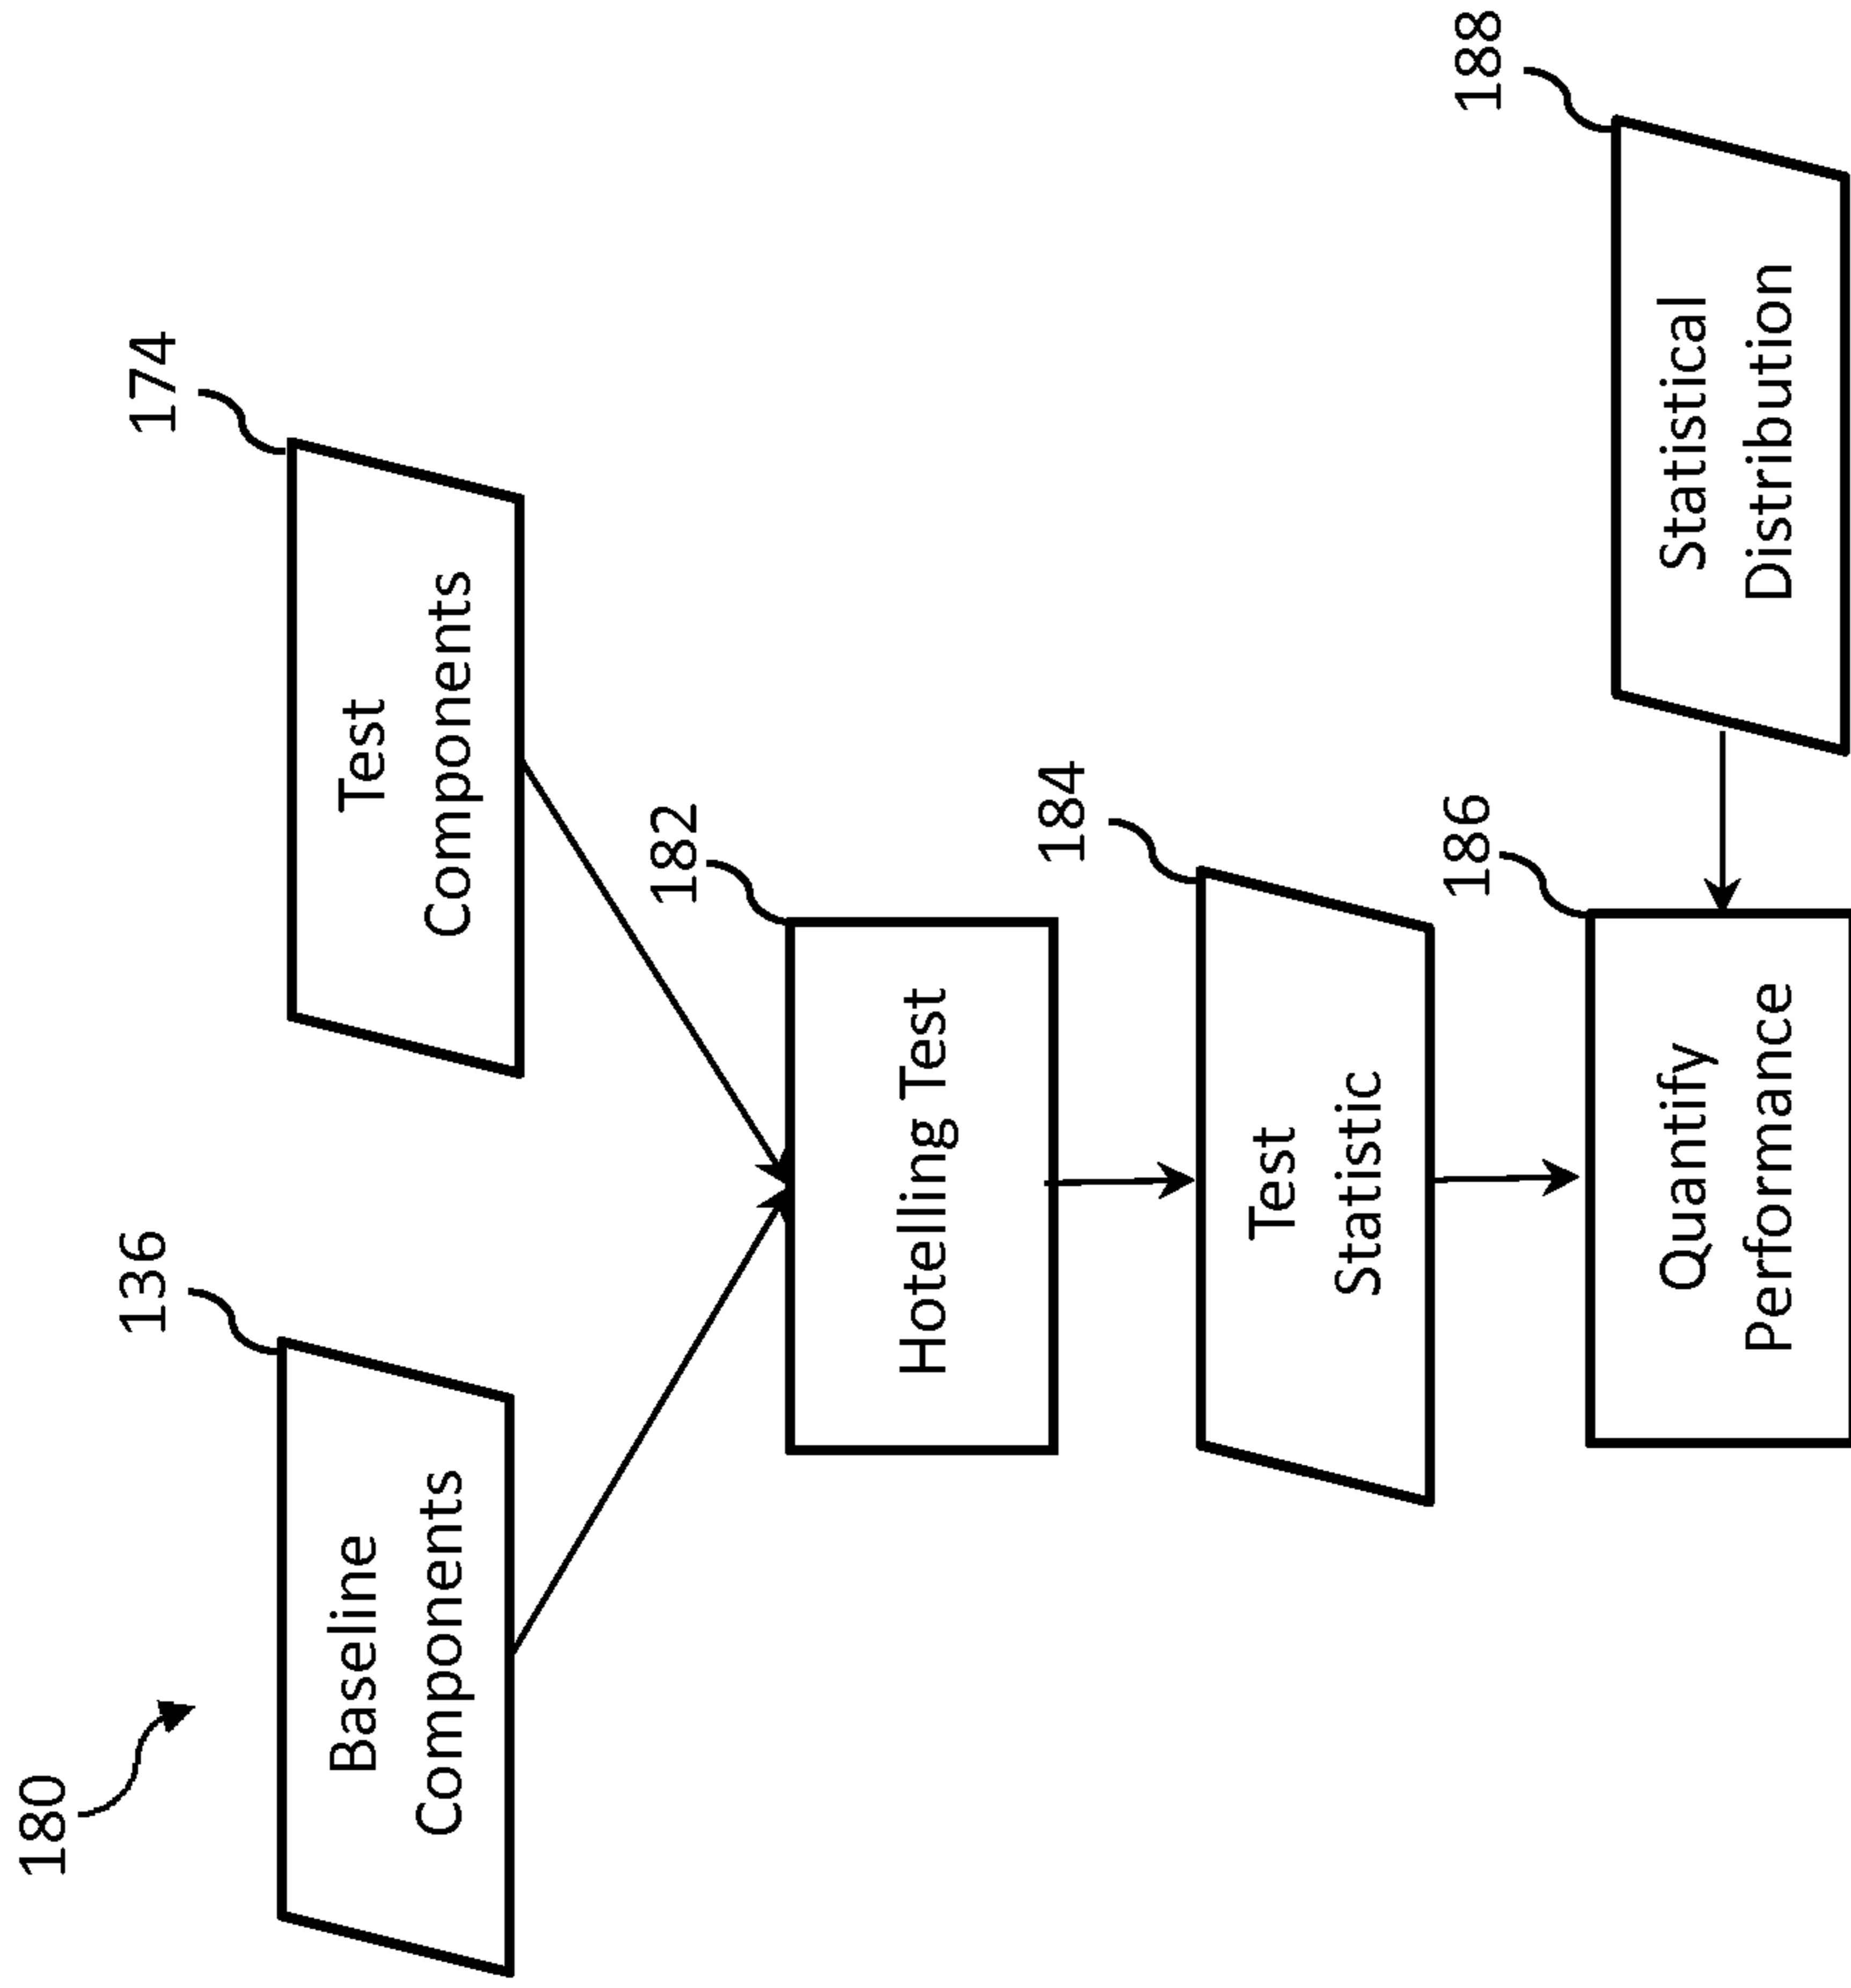 180
136
Baseline
Components
174
Test
Components
182
Hotelling Test
184
Test
Statistic
186
Quantify
Performance
188
Statistical
Distribution